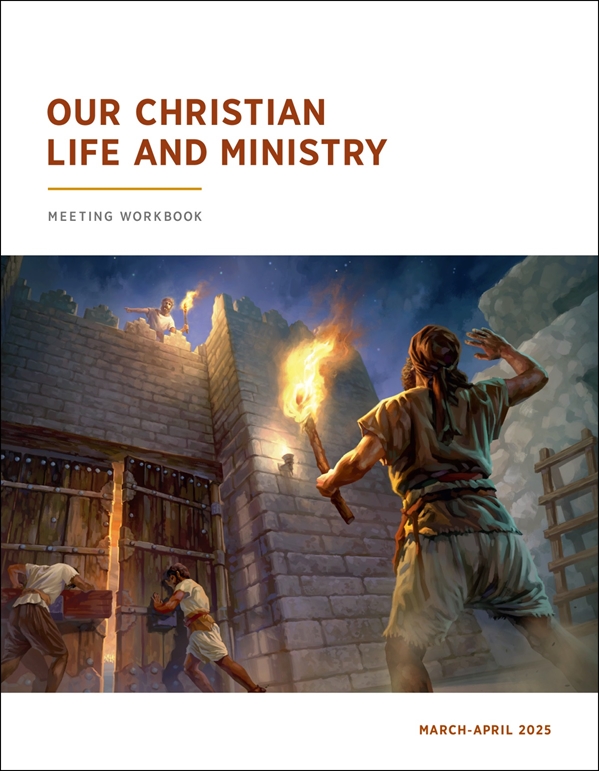 OUR CHRISTIAN
LIFE AND MINISTRY
MEETING WORKBOOK
MARCH-APRIL 2025